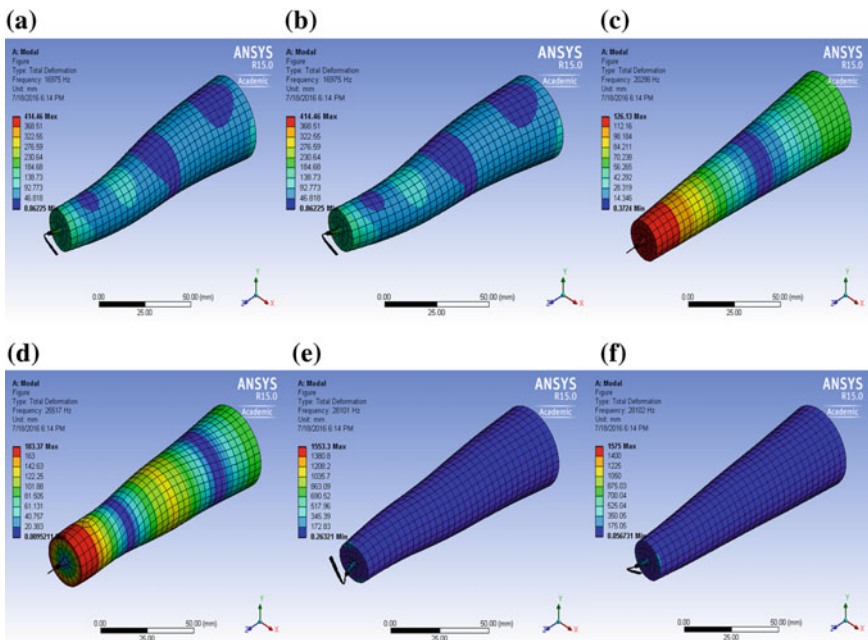 (a)
ANSYS
R15.0
Academic
A: Modal
Figure
Type: Total Deformation
Frequency: 16975 Hz
Unit: mm
7/18/2016 6:14 PM
414.46 Max
368.51
322.55
276.59
230.64
184.68
138.73
92.773
46.818
0.86225 Min
0.00
50.00 (mm)
25.00
Y
Z
X
(b)
ANSYS
R15.0
Academic
A: Modal
Figure
Type: Total Deformation
Frequency: 16975 Hz
Unit: mm
7/18/2016 6:14 PM
414.46 Max
368.51
322.55
276.59
230.64
184.68
138.73
92.773
46.818
0.86225 Min
0.00
50.00 (mm)
25.00
Y
Z
X
(c)
ANSYS
R15.0
Academic
A: Modal
Figure
Type: Total Deformation
Frequency: 20286 Hz
Unit: mm
7/18/2016 6:14 PM
126.13 Max
112.16
98.184
84.211
70.238
56.265
42.292
28.319
14.346
0.3724 Min
0.00
50.00 (mm)
25.00
Y
Z
X
(d)
ANSYS
R15.0
Academic
A: Modal
Figure
Type: Total Deformation
Unit: mm
7/18/2016 6:14 PM
183.37 Max
163
142.63
122.25
101.88
81.505
61.131
40.757
20.383
0.00
50.00 (mm)
25.00
Y
Z
X
(e)
ANSYS
R15.0
Academic
A: Modal
Figure
Type: Total Deformation
Frequency: 28101 Hz
Unit: mm
7/18/2016 6:14 PM
1553.3 Max
1380.8
1208.2
1035.7
863.09
690.52
517.96
345.39
172.83
0.26321 Min
0.00
50.00 (mm)
25.00
Y
Z
X
(f)
ANSYS
R15.0
Academic
A: Modal
Figure
Type: Total Deformation
Frequency: 28102 Hz
Unit: mm
7/18/2016 6:14 PM
1575 Max
1400
1225
1050
875.03
700.04
525.04
350.05
175.05
0.056731 Min
0.00
50.00 (mm)
25.00
Y
Z
X